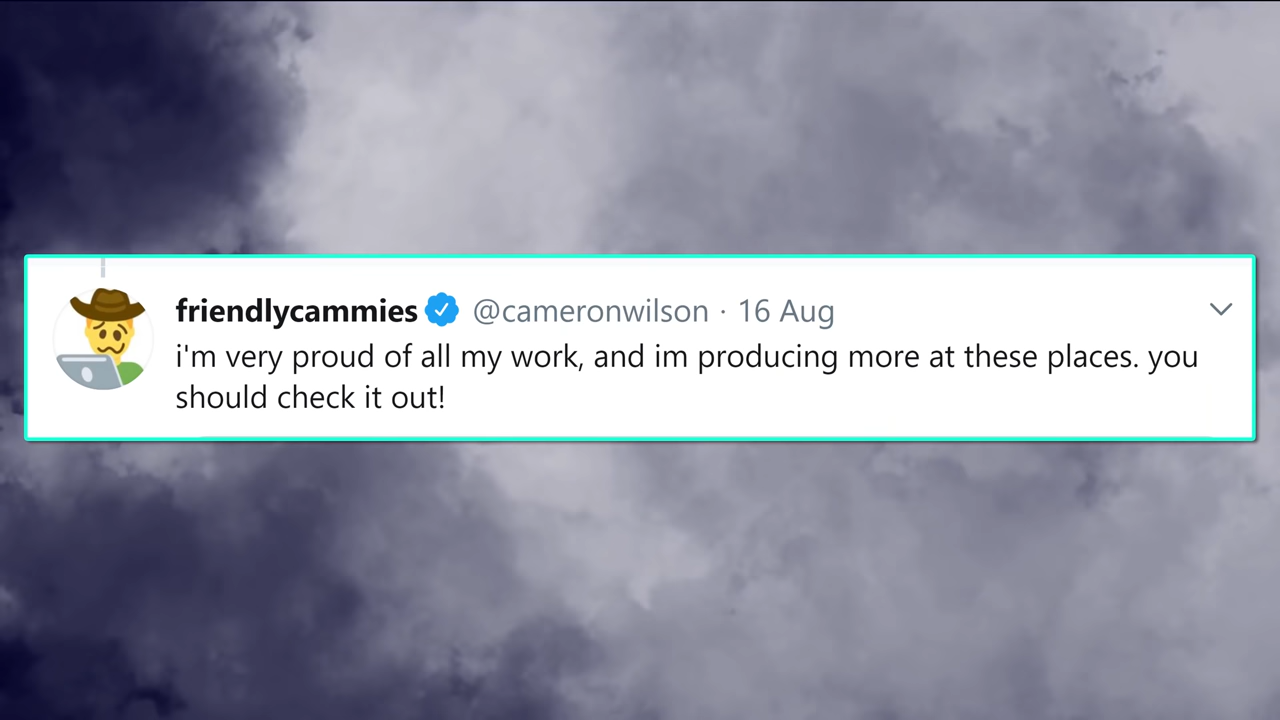 friendlycammies @cameronwilson · 16 Aug
i'm very proud of all my work, and im producing more at these places. you
should check it out!